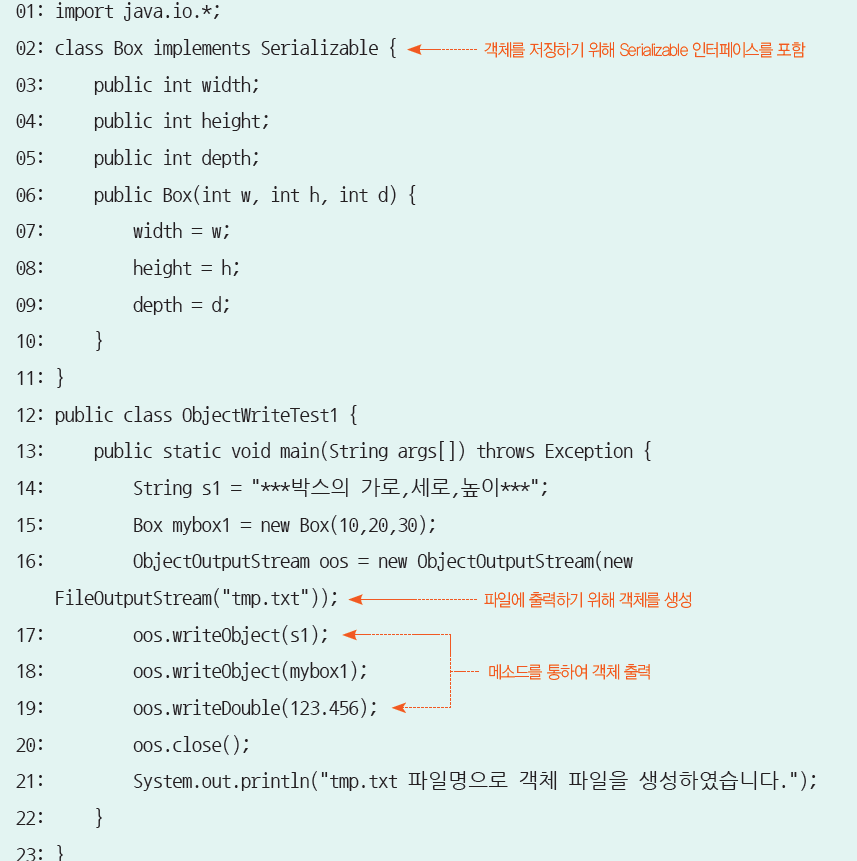 01: import java.io.*;
02: class Box implements Serializable { 객체를 저장하기 위해 Serializable 인터페이스를 포함
03:     public int width;
04:     public int height;
05:     public int depth;
06:     public Box(int w, int h, int d) {
07:         width = w;
08:         height = h;
09:         depth = d;
10:     }
11: }
12: public class ObjectWriteTest1 {
13:     public static void main(String args[]) throws Exception {
14:         String s1 = "***박스의 가로,세로,높이***";
15:         Box mybox1 = new Box(10,20,30);
16:         ObjectOutputStream oos = new ObjectOutputStream(new
    FileOutputStream("tmp.txt")); 파일에 출력하기 위해 객체를 생성
17:         oos.writeObject(s1);
18:         oos.writeObject(mybox1); 메소드를 통하여 객체 출력
19:         oos.writeDouble(123.456);
20:         oos.close();
21:         System.out.println("tmp.txt 파일명으로 객체 파일을 생성하였습니다.");
22:     }
23: }